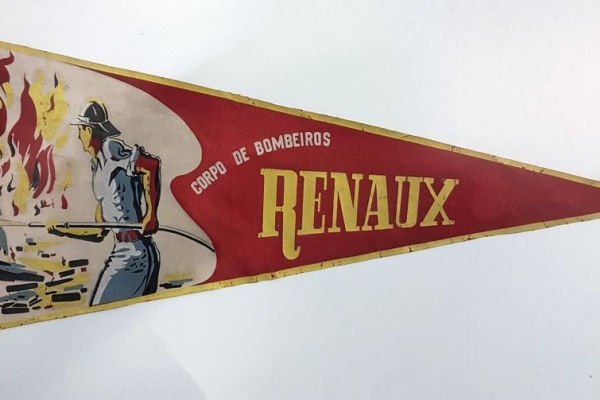 CORPO DE BOMBEIROS
RENAUX